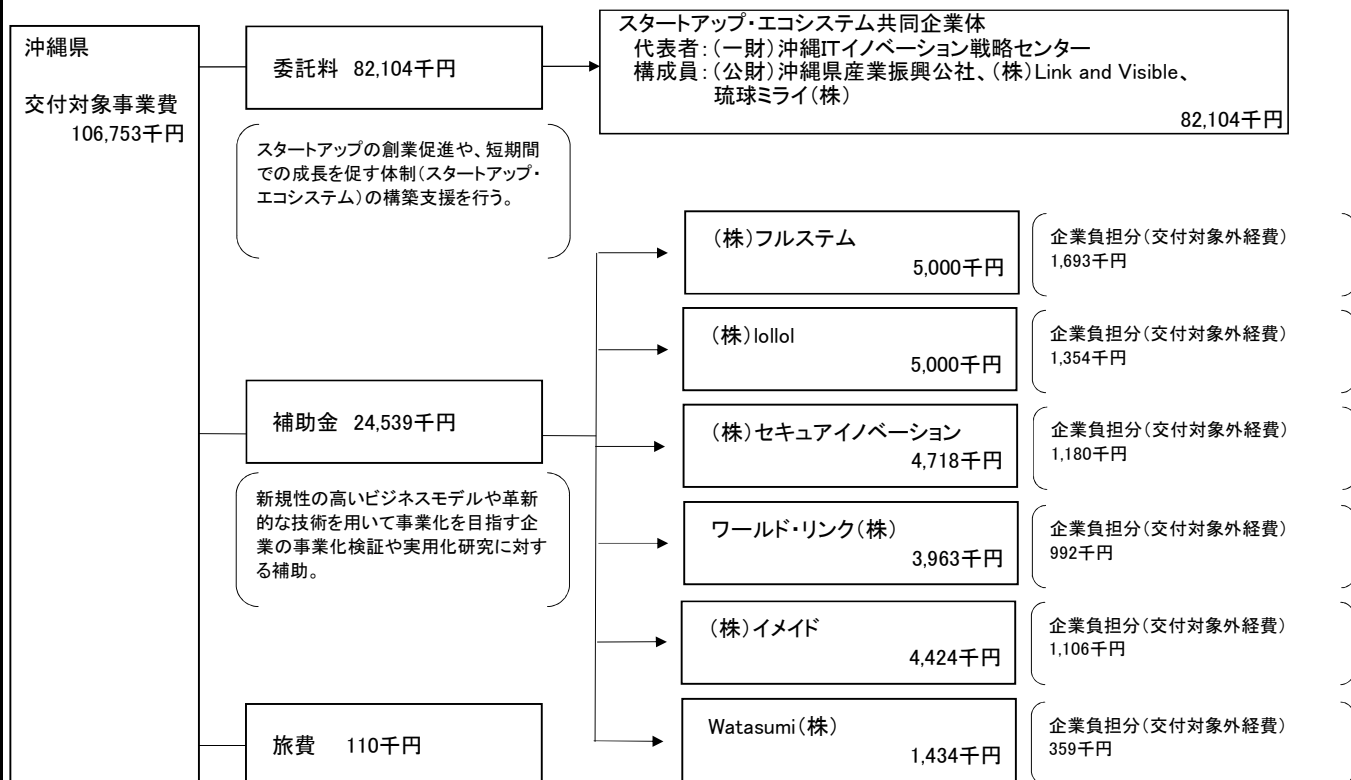 沖縄県
交付対象事業費
106,753千円
委託料 82,104千円
スタートアップの創業促進や、短期間
での成長を促す体制(スタートアップ・
エコシステム)の構築支援を行う。
スタートアップ・エコシステム共同企業体
代表者:(一財)沖縄ITイノベーション戦略センター
構成員:(公財)沖縄県産業振興公社、(株)Link and Visible、
琉球ミライ(株)
82,104千円
補助金 24,539千円
新規性の高いビジネスモデルや革新
的な技術を用いて事業化を目指す企
業の事業化検証や実用化研究に対す
る補助。
(株)フルステム
5,000千円
企業負担分(交付対象外経費)
1,693千円
(株)lollol
5,000千円
企業負担分(交付対象外経費)
1,354千円
(株)セキュアイノベーション
4,718千円
企業負担分(交付対象外経費)
1,180千円
ワールド・リンク(株)
3,963千円
企業負担分(交付対象外経費)
992千円
(株)イメイド
4,424千円
企業負担分(交付対象外経費)
1,106千円
Watasumi(株)
1,434千円
企業負担分(交付対象外経費)
359千円
旅費 110千円